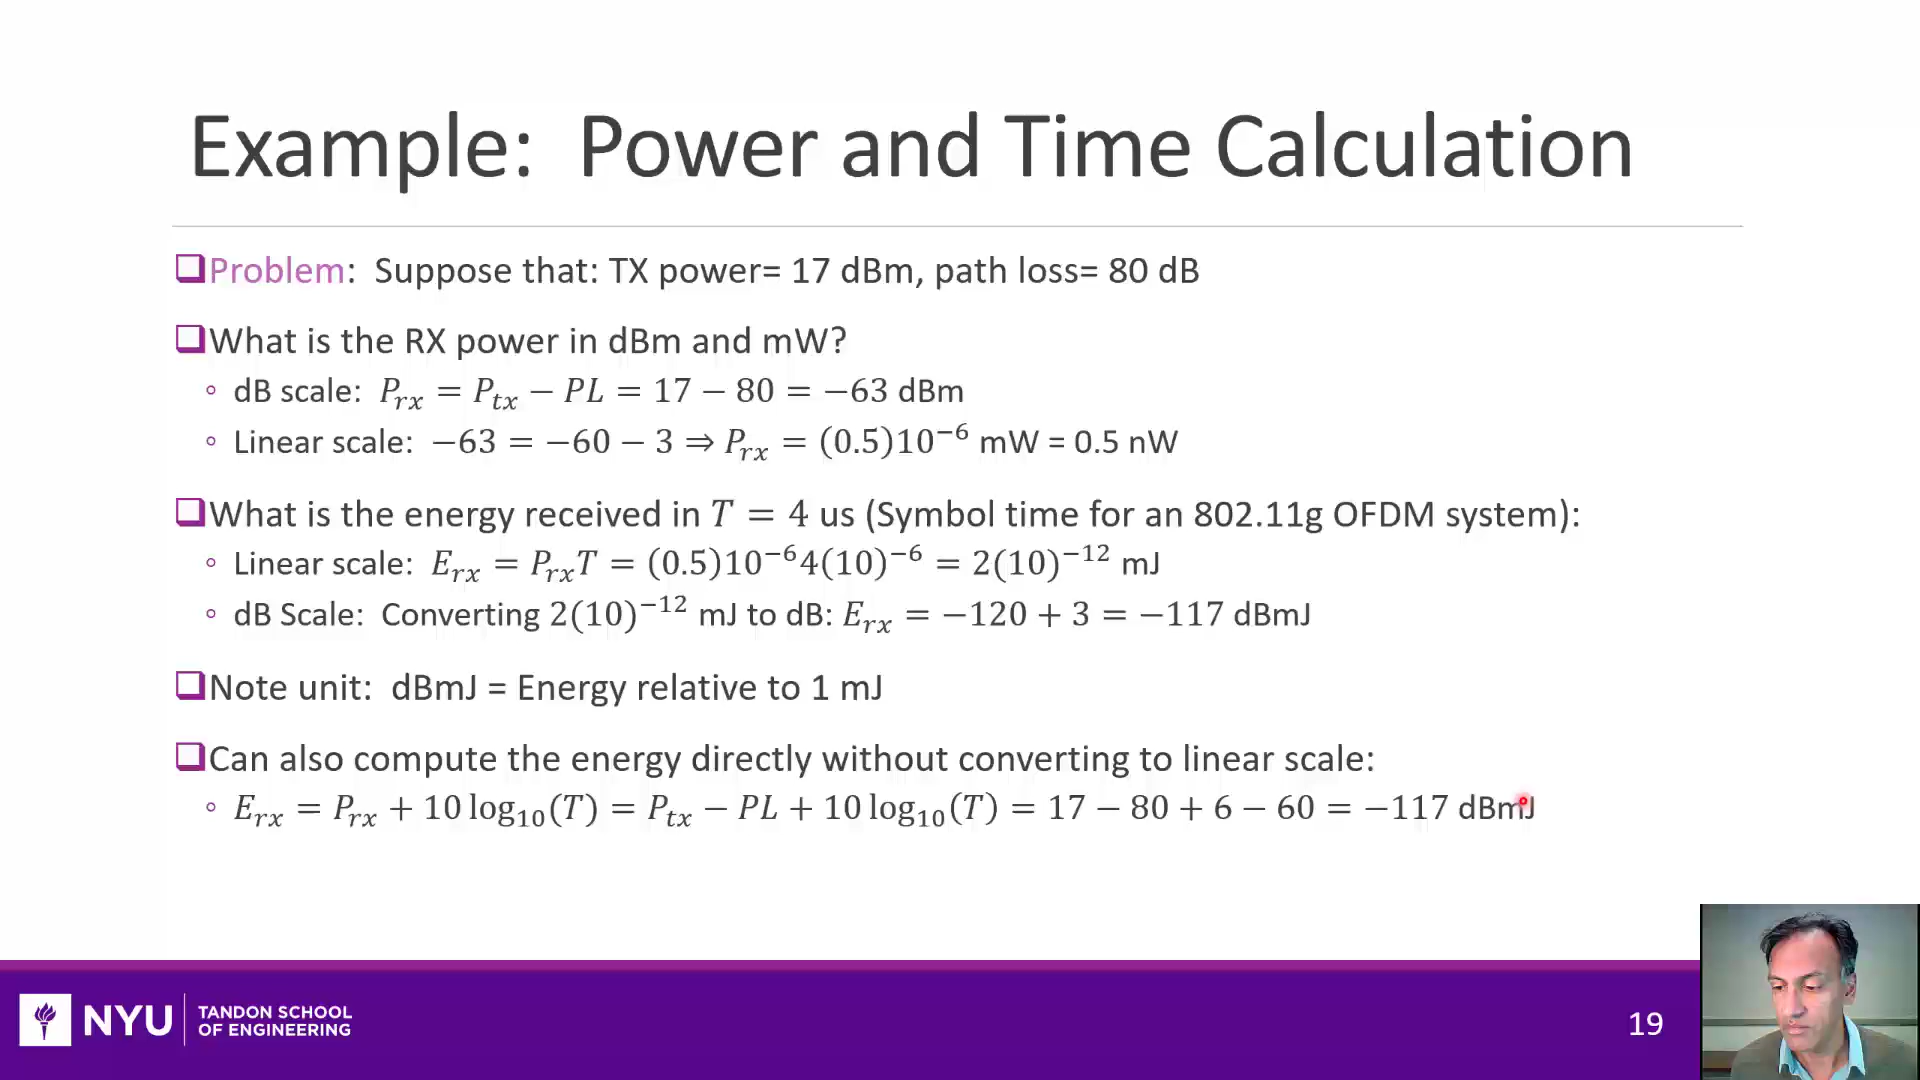 Example: Power and Time Calculation
Problem: Suppose that: TX power= 17 dBm, path loss= 80 dB
What is the RX power in dBm and mW?
dB scale: P_rx = P_tx − PL = 17 − 80 = −63 dBm
Linear scale: −63 = −60 − 3 ⇒ P_rx = (0.5)10^−6 mW = 0.5 nW
What is the energy received in T = 4 us (Symbol time for an 802.11g OFDM system):
Linear scale: E_rx = P_rx T = (0.5)10^−6 4(10)^−6 = 2(10)^−12 mJ
dB Scale: Converting 2(10)^−12 mJ to dB: E_rx = −120 + 3 = −117 dBmJ
Note unit: dBmJ = Energy relative to 1 mJ
Can also compute the energy directly without converting to linear scale:
E_rx = P_rx + 10 log_10(T) = P_tx − PL + 10 log_10(T) = 17 − 80 + 6 − 60 = −117 dBmJ
NYU
TANDON SCHOOL
OF ENGINEERING
19